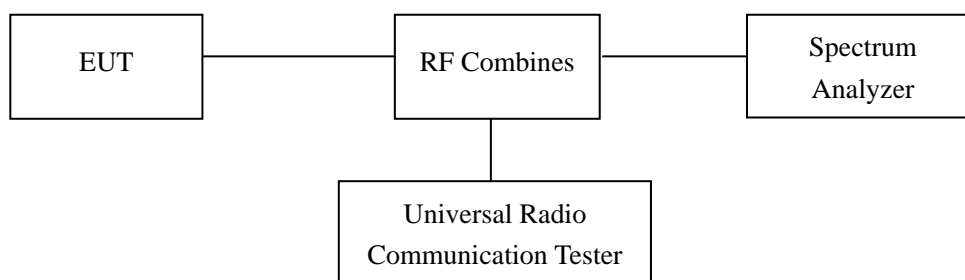 EUT
RF Combines
Spectrum
Analyzer
Universal Radio
Communication Tester